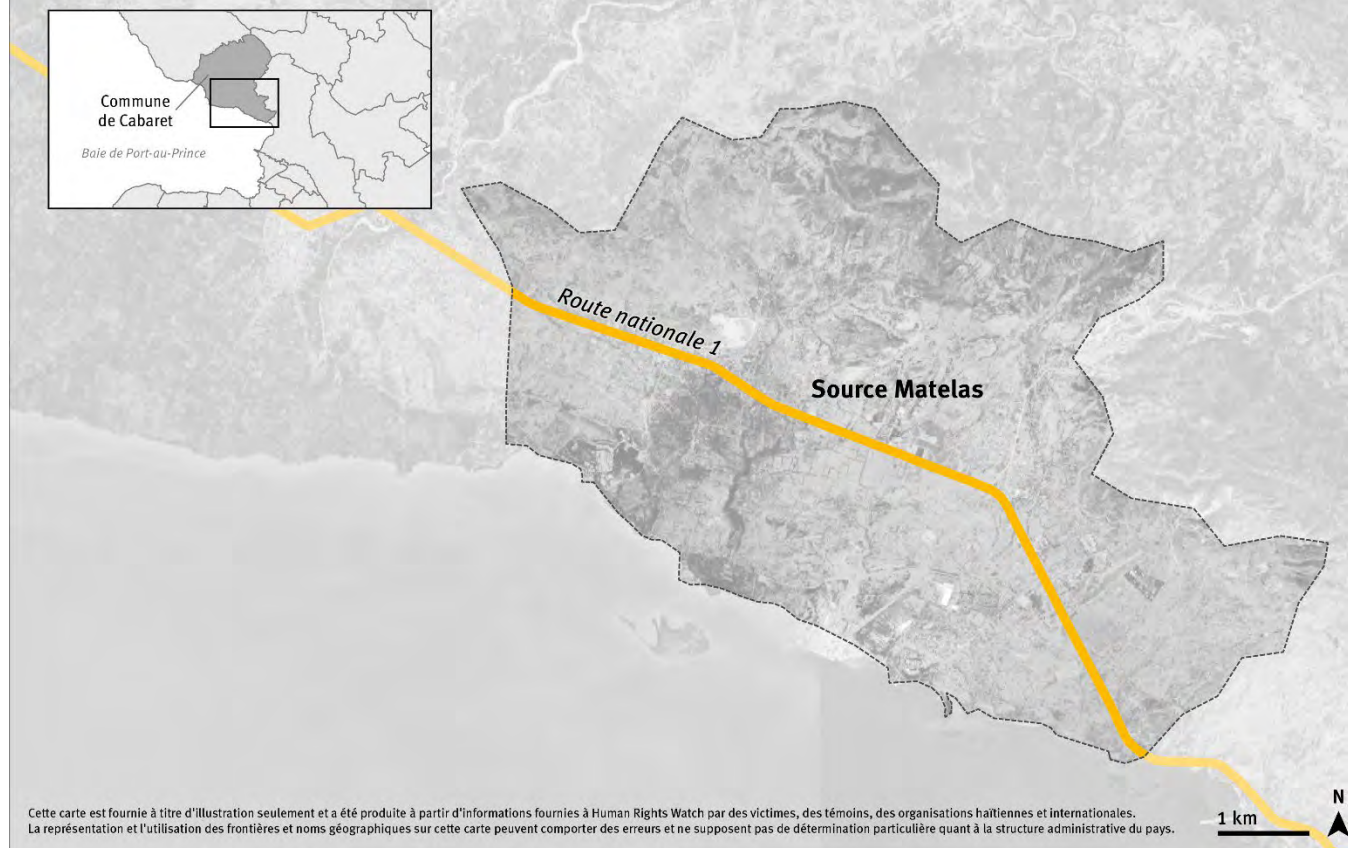 Commune
de Cabaret
Baie de Port-au-Prince
Route nationale 1
Source Matelas
Cette carte est fournie à titre d'illustration seulement et a été produite à partir d'informations fournies à Human Rights Watch par des victimes, des témoins, des organisations haïtiennes et internationales.
La représentation et l'utilisation des frontières et noms géographiques sur cette carte peuvent comporter des erreurs et ne supposent pas de détermination particulière quant à la structure administrative du pays.
1 km
N